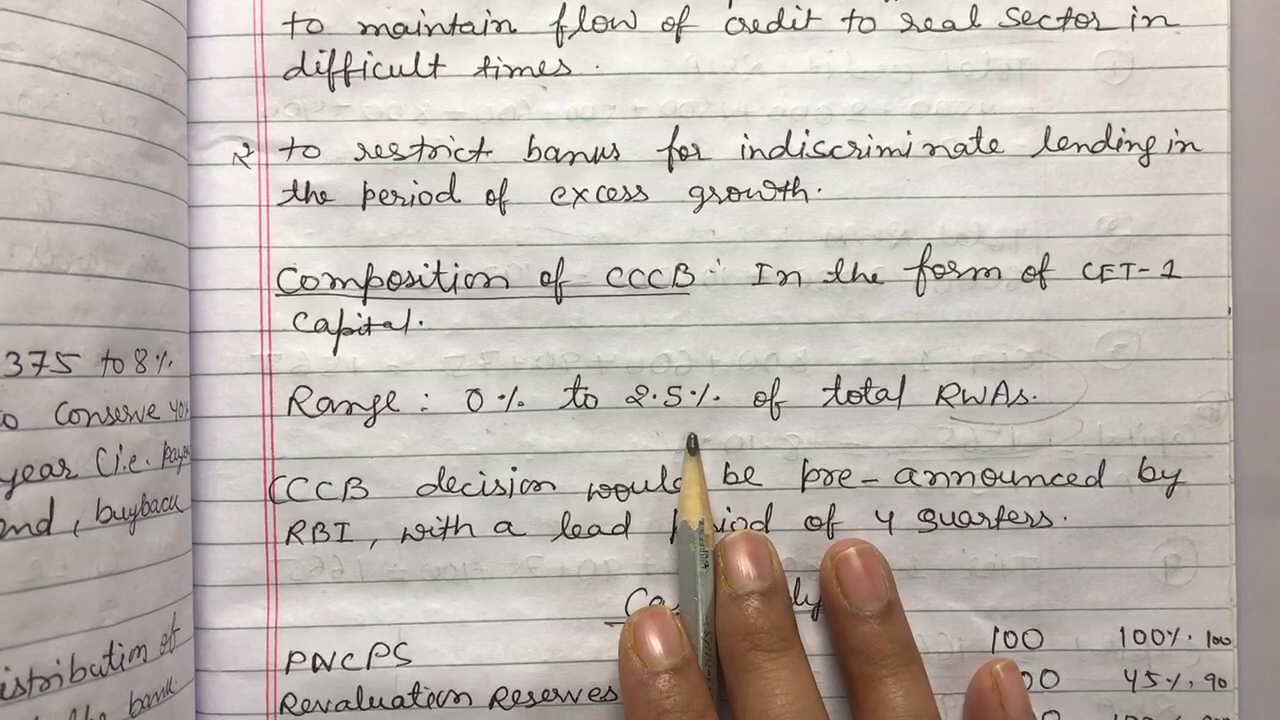 to maintain flow of credit to real sector in
difficult times.
2 to restrict banks for indiscriminate lending in
the period of excess growth.
Composition of CCCB: In the form of CET-1
Capital.
Range: 0% to 2.5% of total RWAs.
CCCB decision would be pre-announced by
RBI, with a lead period of 4 quarters.
PNCPS 100 100% 100
Revaluation Reserves 45% 90
375 to 8%.
conserve
year (i.e.
, buyback
bank.